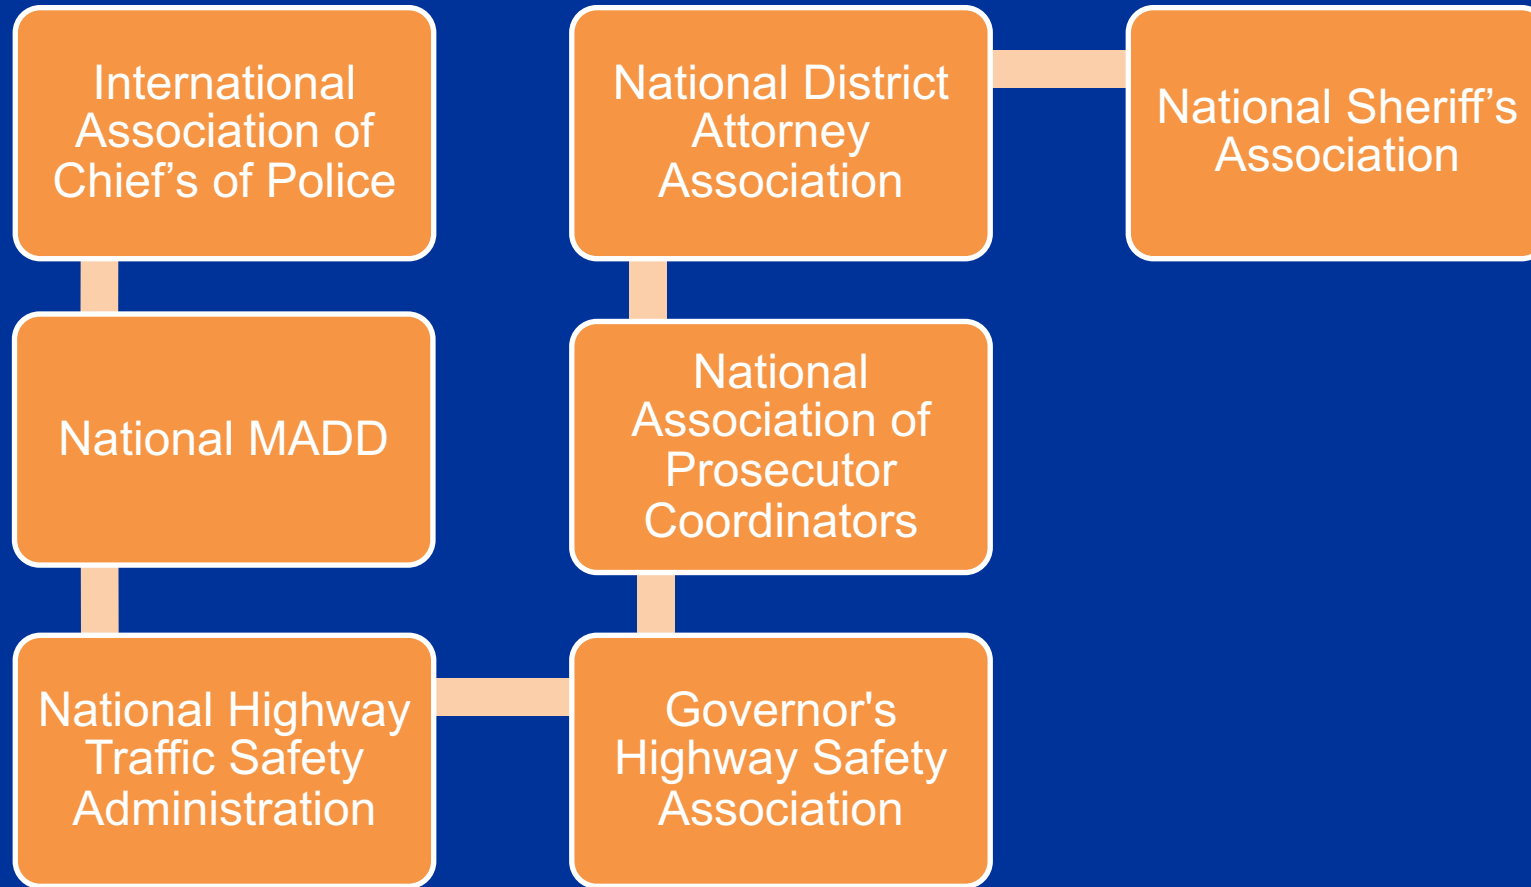 International
Association of
Chief’s of Police
National MADD
National Highway
Traffic Safety
Administration
Governor's
Highway Safety
Association
National
Association of
Prosecutor
Coordinators
National District
Attorney
Association
National Sheriff’s
Association